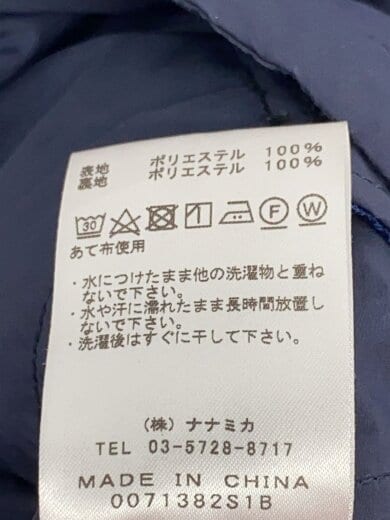 表地 ポリエステル 100%
裏地 ポリエステル 100%
30 F W
あて布使用
・水につけたまま他の洗濯物と重ね
ないで下さい。
・水や汗に濡れたまま長時間放置し
ないで下さい。
・洗濯後はすぐに干して下さい。
(株) ナナミカ
TEL 03-5728-8717
MADE IN CHINA
0071382S1B